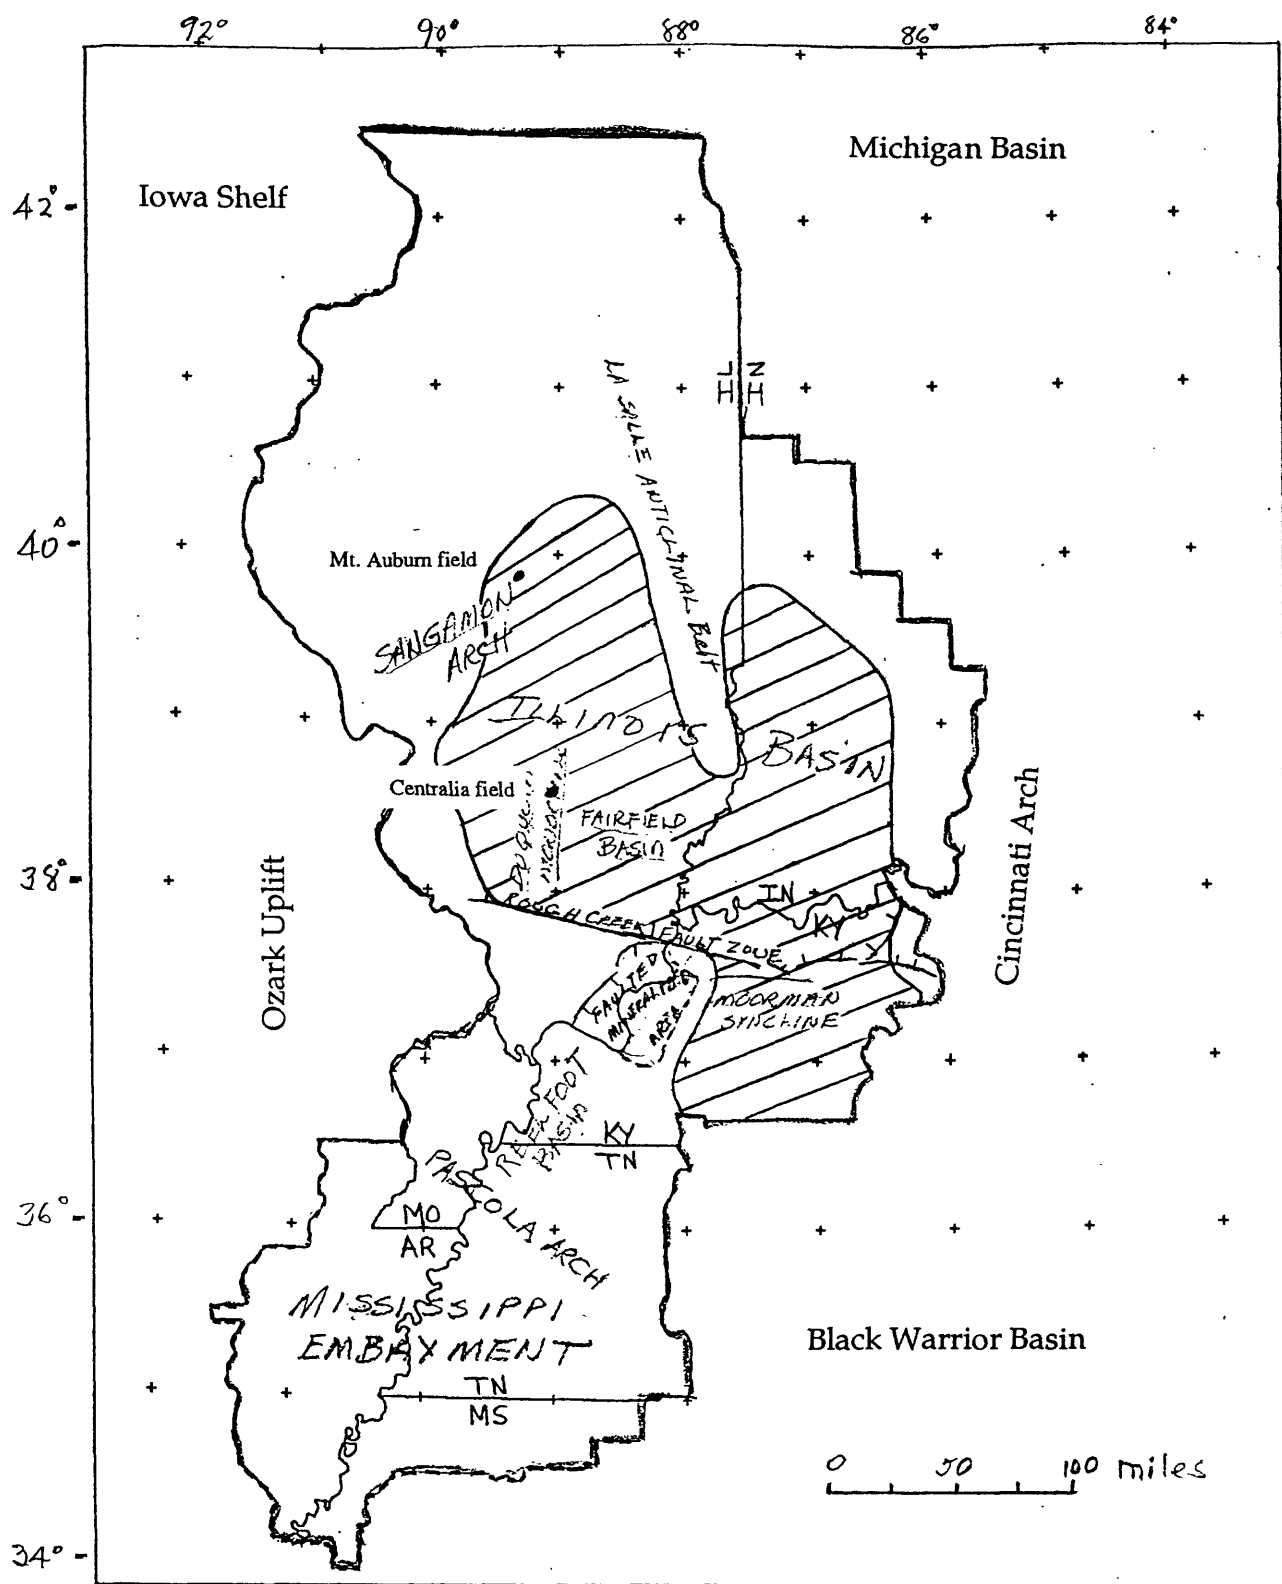 92° 90° 88° 86° 84°
Michigan Basin
Iowa Shelf
42°
LA SALLE ANTICLINAL Belt
40°
Mt. Auburn field
SANGAMON
ARCH
ILLINOIS BASIN
Centralia field
FAIRFIELD
BASIN
38°
Ozark Uplift
Cincinnati Arch
IN
KY
ROUGH CREEK FAULT ZONE
FAULTED
MINERALIZED
AREA
MOORMAN
SYNCLINE
REELFOOT
BASIN
KY
TN
PASCOLA ARCH
36°
MO
AR
MISSISSIPPI
EMBAYMENT
Black Warrior Basin
TN
MS
0 50 100 miles
34°